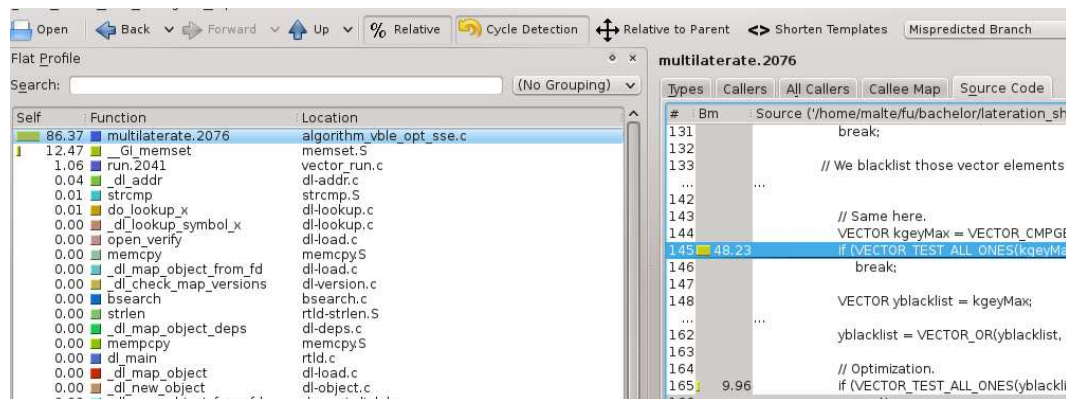 Open Back Forward Up % Relative Cycle Detection Relative to Parent <> Shorten Templates Mispredicted Branch
Flat Profile
Search: (No Grouping)
Self Function Location
86.37 multilaterate.2076 algorithm_vble_opt_sse.c
12.47 __GI_memset memset.S
1.06 run.2041 vector_run.c
0.04 _dl_addr dl-addr.c
0.01 strcmp strcmp.S
0.01 do_lookup_x dl-lookup.c
0.00 _dl_lookup_symbol_x dl-lookup.c
0.00 open_verify dl-load.c
0.00 memcpy memcpy.S
0.00 _dl_map_object_from_fd dl-load.c
0.00 _dl_check_map_versions dl-version.c
0.00 bsearch bsearch.c
0.00 strlen rtld-strlen.S
0.00 _dl_map_object_deps dl-deps.c
0.00 mempcpy memcpy.S
0.00 dl_main rtld.c
0.00 _dl_map_object dl-load.c
0.00 _dl_new_object dl-object.c
multilaterate.2076
Types Callers All Callers Callee Map Source Code
# Bm Source ('/home/malte/fu/bachelor/lateration_sh
131 break;
132
133 // We blacklist those vector elements
... ...
142
143 // Same here.
144 VECTOR kgeyMax = VECTOR_CMPGE
145 48.23 if (VECTOR_TEST_ALL_ONES(kgeyMa
146 break;
147
148 VECTOR yblacklist = kgeyMax;
... ...
162 yblacklist = VECTOR_OR(yblacklist,
163
164 // Optimization.
165 9.96 if (VECTOR_TEST_ALL_ONES(yblackli